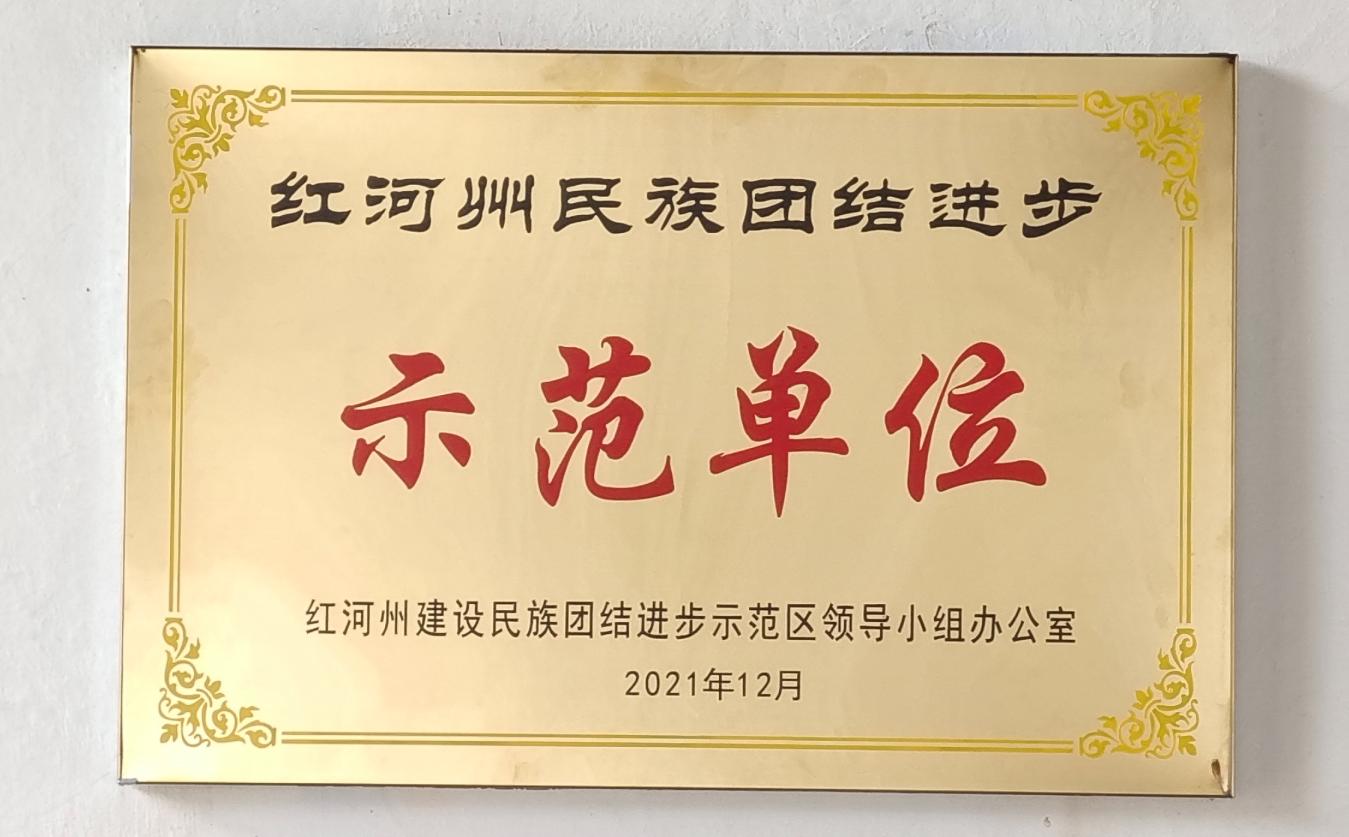 红河州民族团结进步
示范单位
红河州建设民族团结进步示范区领导小组办公室
2021年12月